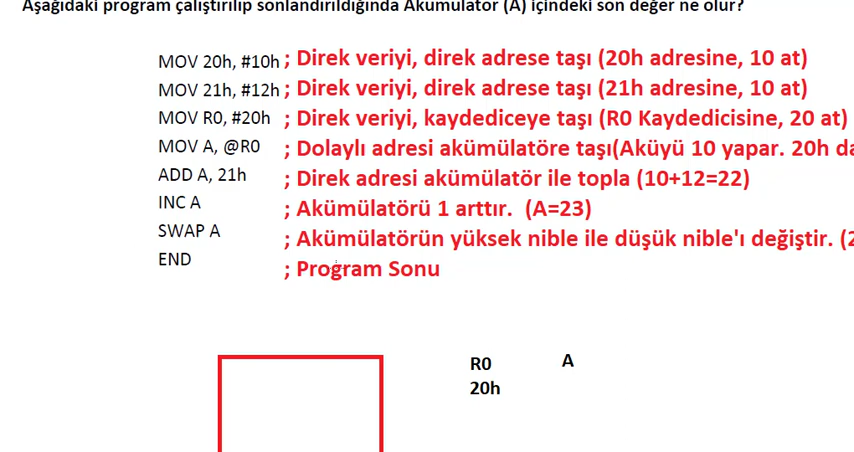 Aşağıdaki program çalıştırılıp sonlandırıldığında Akümülatör (A) içindeki son değer ne olur?
MOV 20h, #10h ; Direk veriyi, direk adrese taşı (20h adresine, 10 at)
MOV 21h, #12h ; Direk veriyi, direk adrese taşı (21h adresine, 10 at)
MOV R0, #20h ; Direk veriyi, kaydediciye taşı (R0 Kaydedicisine, 20 at)
MOV A, @R0 ; Dolaylı adresi akümülatöre taşı(Aküyü 10 yapar. 20h da
ADD A, 21h ; Direk adresi akümülatör ile topla (10+12=22)
INC A ; Akümülatörü 1 arttır. (A=23)
SWAP A ; Akümülatörün yüksek nible ile düşük nible'ı değiştir. (2
END ; Program Sonu
R0 A
20h